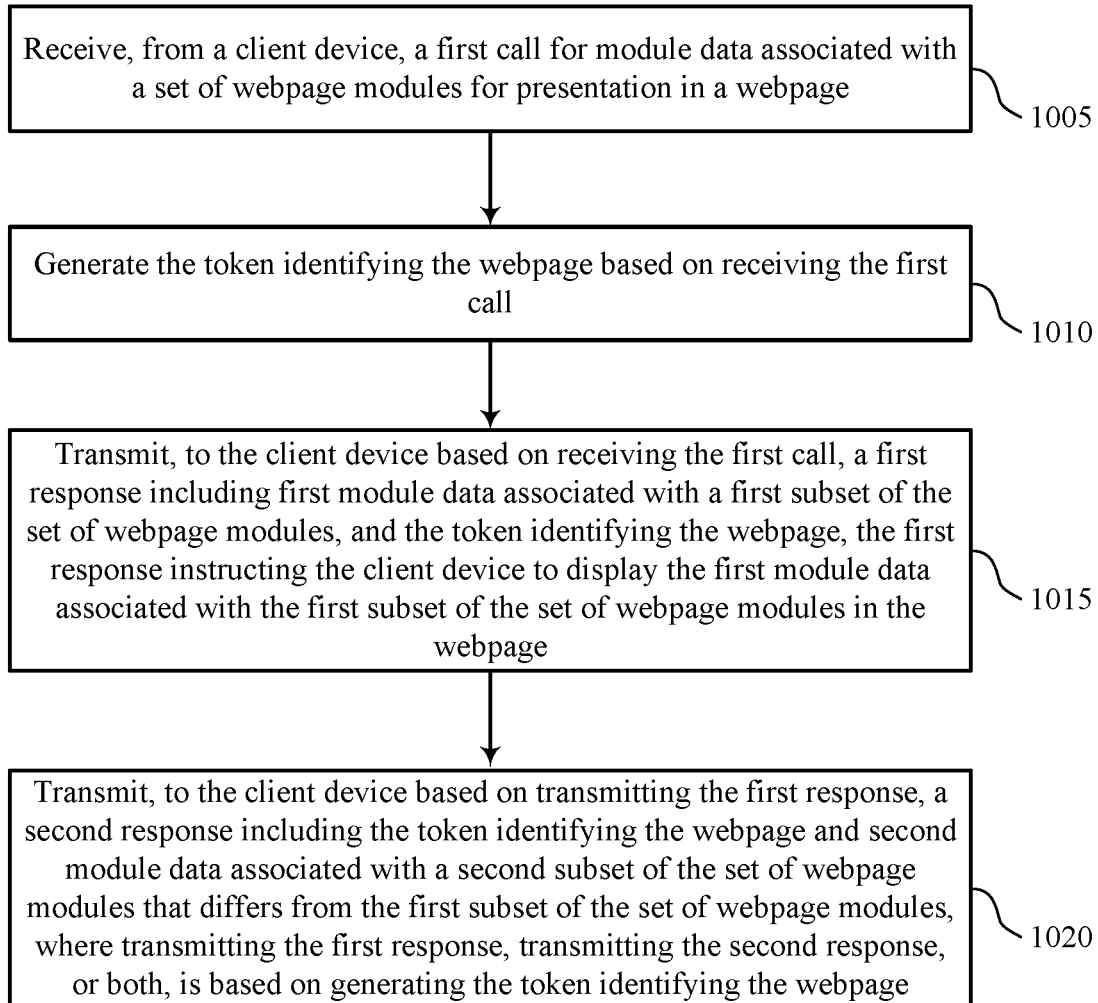 Receive, from a client device, a first call for module data associated with
a set of webpage modules for presentation in a webpage
1005
Generate the token identifying the webpage based on receiving the first
call
1010
Transmit, to the client device based on receiving the first call, a first
response including first module data associated with a first subset of the
set of webpage modules, and the token identifying the webpage, the first
response instructing the client device to display the first module data
associated with the first subset of the set of webpage modules in the
webpage
1015
Transmit, to the client device based on transmitting the first response, a
second response including the token identifying the webpage and second
module data associated with a second subset of the set of webpage
modules that differs from the first subset of the set of webpage modules,
where transmitting the first response, transmitting the second response,
or both, is based on generating the token identifying the webpage
1020